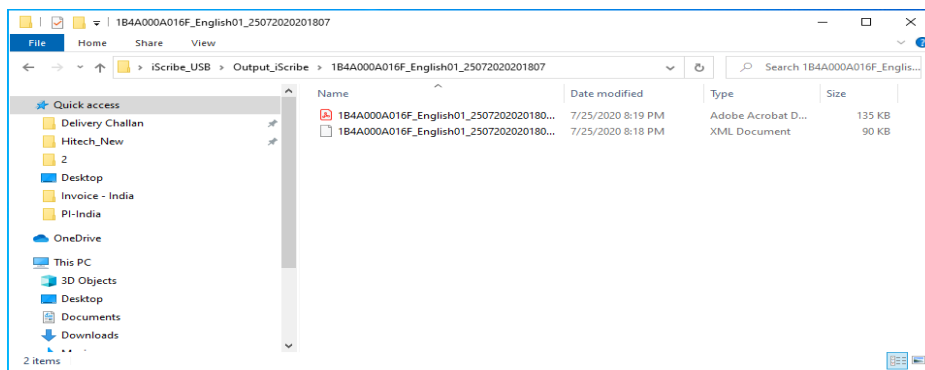 1B4A000A016F_English01_25072020201807
File Home Share View
iScribe_USB > Output_iScribe > 1B4A000A016F_English01_25072020201807
Search 1B4A000A016F_Englis...
Name Date modified Type Size
Quick access
1B4A000A016F_English01_2507202020180... 7/25/2020 8:19 PM Adobe Acrobat D... 135 KB
Delivery Challan
1B4A000A016F_English01_2507202020180... 7/25/2020 8:18 PM XML Document 90 KB
Hitech_New
2
Desktop
Invoice - India
PI-India
OneDrive
This PC
3D Objects
Desktop
Documents
Downloads
2 items